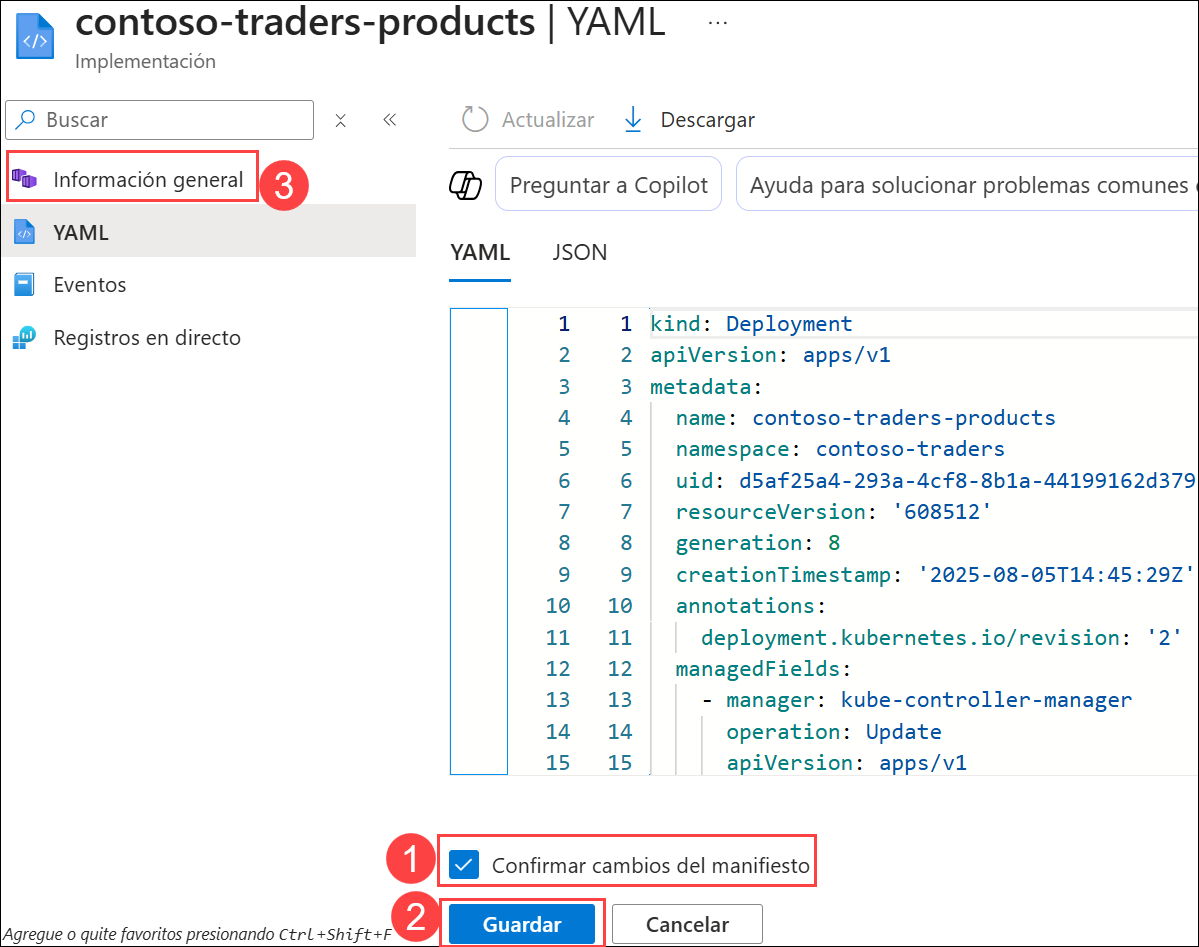 contoso-traders-products | YAML ...
Implementación
Buscar
Actualizar
Descargar
Información general
3
Preguntar a Copilot
Ayuda para solucionar problemas comunes
YAML
Eventos
Registros en directo
YAML JSON
1 1 kind: Deployment
2 2 apiVersion: apps/v1
3 3 metadata:
4 4 name: contoso-traders-products
5 5 namespace: contoso-traders
6 6 uid: d5af25a4-293a-4cf8-8b1a-44199162d379
7 7 resourceVersion: '608512'
8 8 generation: 8
9 9 creationTimestamp: '2025-08-05T14:45:29Z'
10 10 annotations:
11 11 deployment.kubernetes.io/revision: '2'
12 12 managedFields:
13 13 - manager: kube-controller-manager
14 14 operation: Update
15 15 apiVersion: apps/v1
1 Confirmar cambios del manifiesto
2 Guardar Cancelar
Agregue o quite favoritos presionando Ctrl+Shift+F